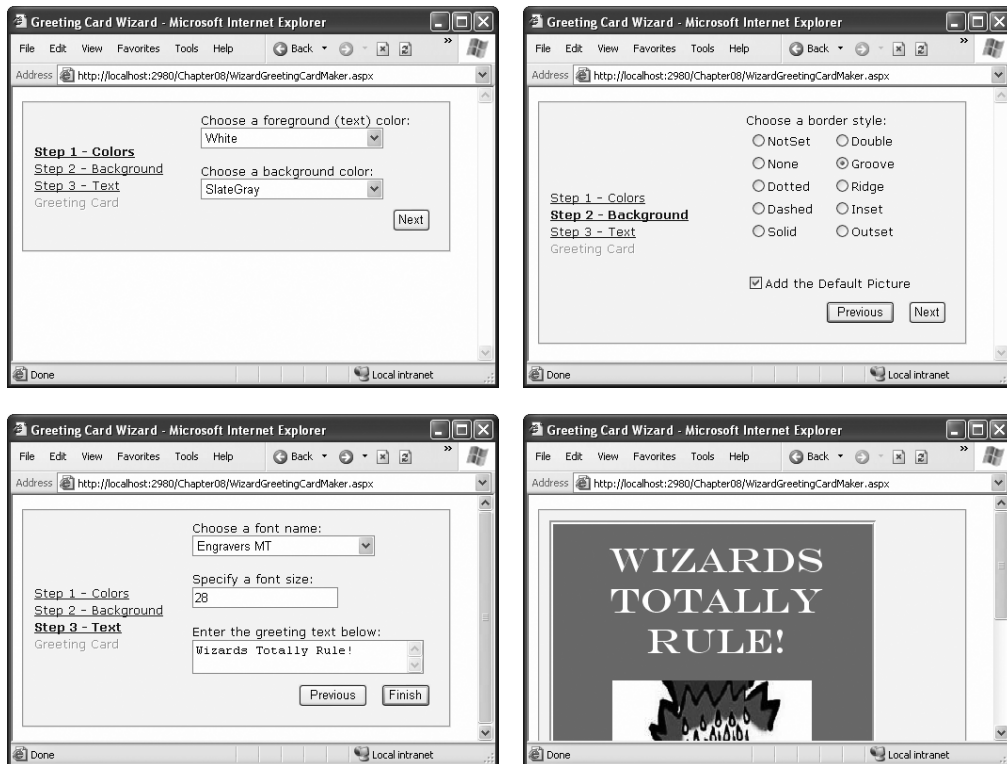 Greeting Card Wizard - Microsoft Internet Explorer
File Edit View Favorites Tools Help Back »
Address http://localhost:2980/Chapter08/WizardGreetingCardMaker.aspx
Choose a foreground (text) color:
White
Step 1 - Colors
Step 2 - Background
Step 3 - Text
Greeting Card
Choose a background color:
SlateGray
Next
Done Local intranet
Greeting Card Wizard - Microsoft Internet Explorer
File Edit View Favorites Tools Help Back »
Address http://localhost:2980/Chapter08/WizardGreetingCardMaker.aspx
Step 1 - Colors
Step 2 - Background
Step 3 - Text
Greeting Card
Choose a border style:
NotSet Double
None Groove
Dotted Ridge
Dashed Inset
Solid Outset
Add the Default Picture
Previous Next
Done Local intranet
Greeting Card Wizard - Microsoft Internet Explorer
File Edit View Favorites Tools Help Back »
Address http://localhost:2980/Chapter08/WizardGreetingCardMaker.aspx
Step 1 - Colors
Step 2 - Background
Step 3 - Text
Greeting Card
Choose a font name:
Engravers MT
Specify a font size:
28
Enter the greeting text below:
Wizards Totally Rule!
Previous Finish
Done Local intranet
Greeting Card Wizard - Microsoft Internet Explorer
File Edit View Favorites Tools Help Back »
Address http://localhost:2980/Chapter08/WizardGreetingCardMaker.aspx
WIZARDS
TOTALLY
RULE!
Done Local intranet